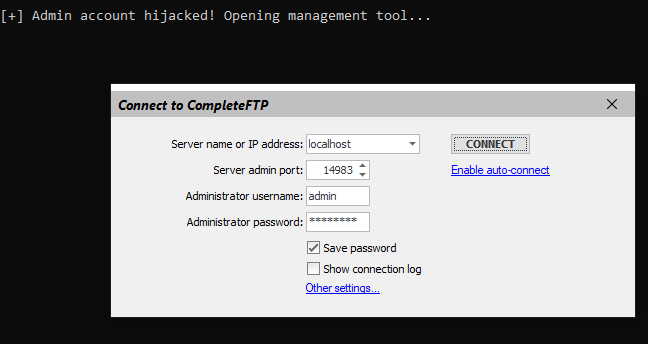 [+] Admin account hijacked! Opening management tool...
Connect to CompleteFTP
Server name or IP address: localhost CONNECT
Server admin port: 14983 Enable auto-connect
Administrator username: admin
Administrator password: ********
Save password
Show connection log
Other settings...